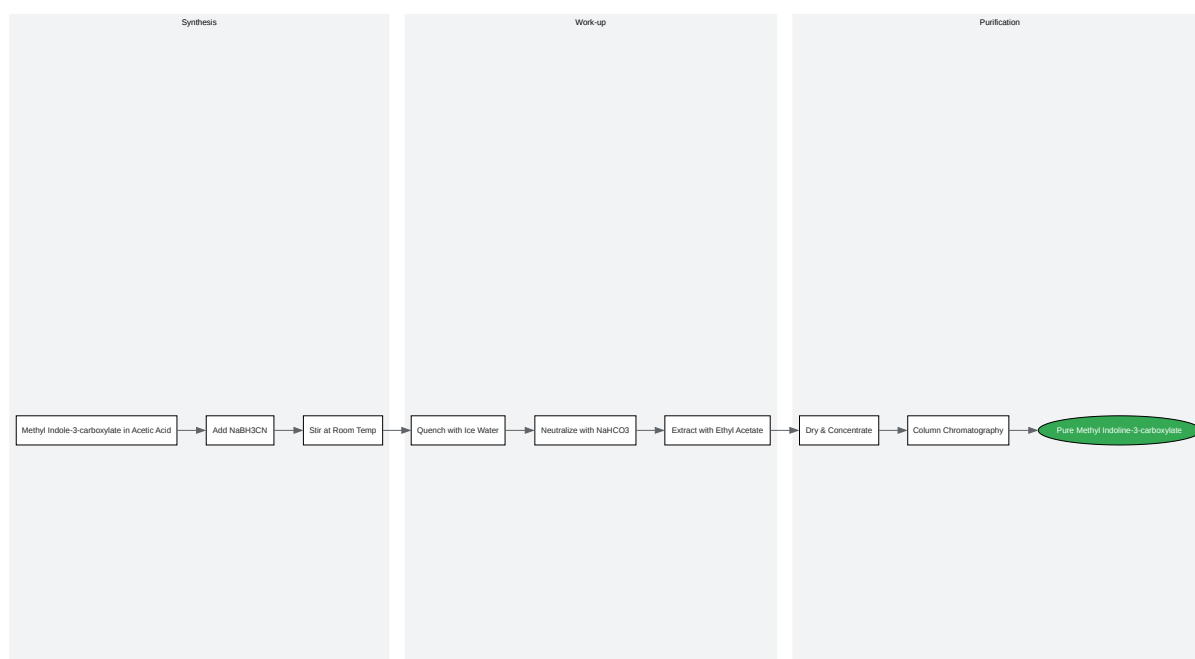 Synthesis
Work-up
Purification
Methyl Indole-3-carboxylate in Acetic Acid
Add NaBH3CN
Stir at Room Temp
Quench with Ice Water
Neutralize with NaHCO3
Extract with Ethyl Acetate
Dry & Concentrate
Column Chromatography
Pure Methyl Indoline-3-carboxylate